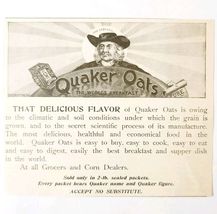 Quaker Oats
THE WORLD'S BREAKFAST
PURE
THAT DELICIOUS FLAVOR of Quaker Oats is owing
to the climatic and soil conditions under which the grain is
grown, and to the secret scientific process of its manufacture.
The most delicious, healthful and economical food in the
world. Quaker Oats is easy to buy, easy to cook, easy to eat
and easy to digest, easily the best breakfast and supper dish
in the world.
At all Grocers and Corn Dealers.
Sold only in 2-lb. sealed packets.
Every packet bears Quaker name and Quaker figure.
ACCEPT NO SUBSTITUTE.